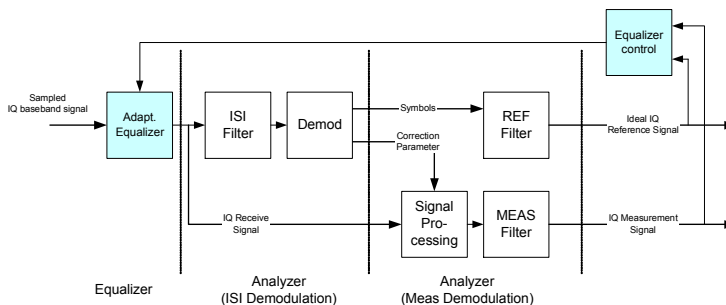 Equalizer
control
Sampled
IQ baseband signal
Adapt.
Equalizer
ISI
Filter
Demod
Symbols
Correction
Parameter
REF
Filter
Ideal IQ
Reference Signal
IQ Receive
Signal
Signal
Pro-
cessing
MEAS
Filter
IQ Measurement
Signal
Equalizer
Analyzer
(ISI Demodulation)
Analyzer
(Meas Demodulation)